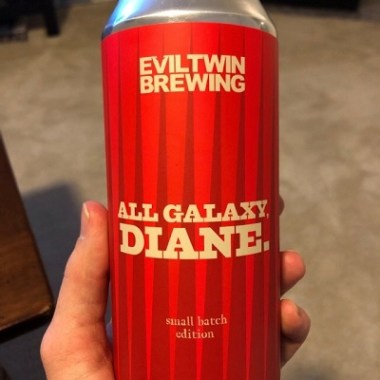 EVILTWIN
BREWING
ALL GALAXY,
DIANE.
small batch
edition